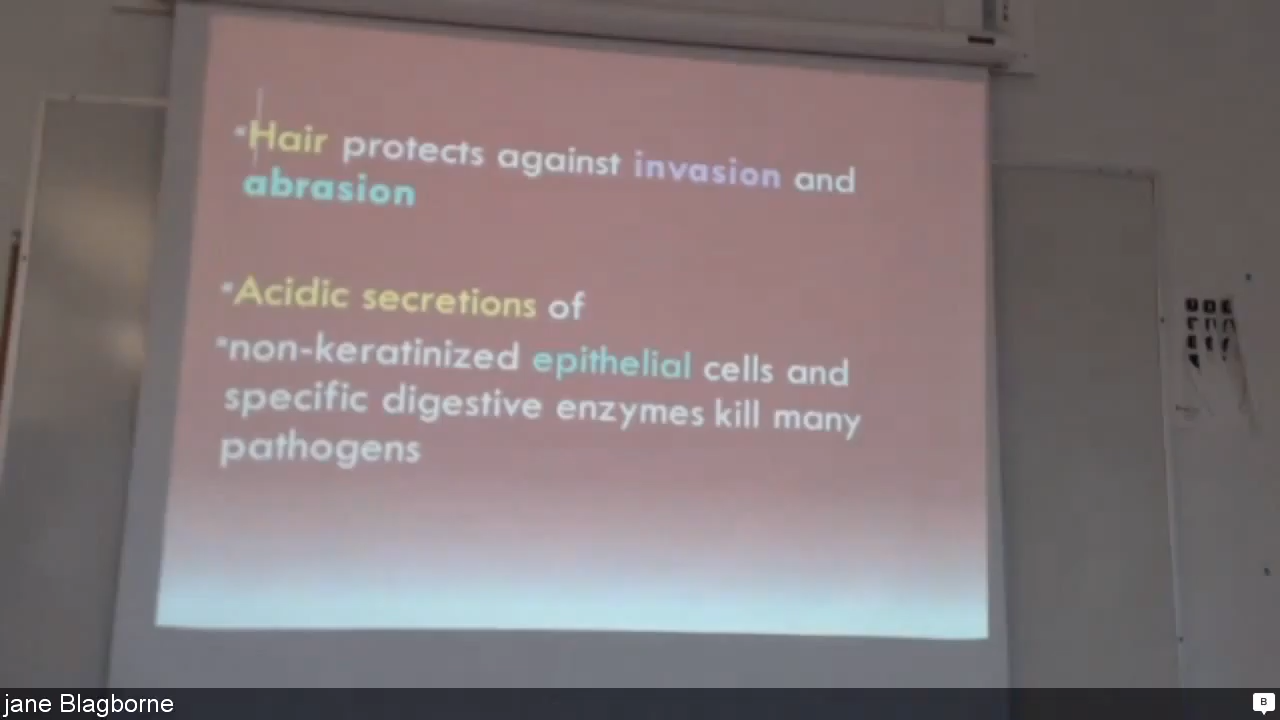 ▪Hair protects against invasion and
abrasion
▪Acidic secretions of
▪non-keratinized epithelial cells and
specific digestive enzymes kill many
pathogens
jane Blagborne
B